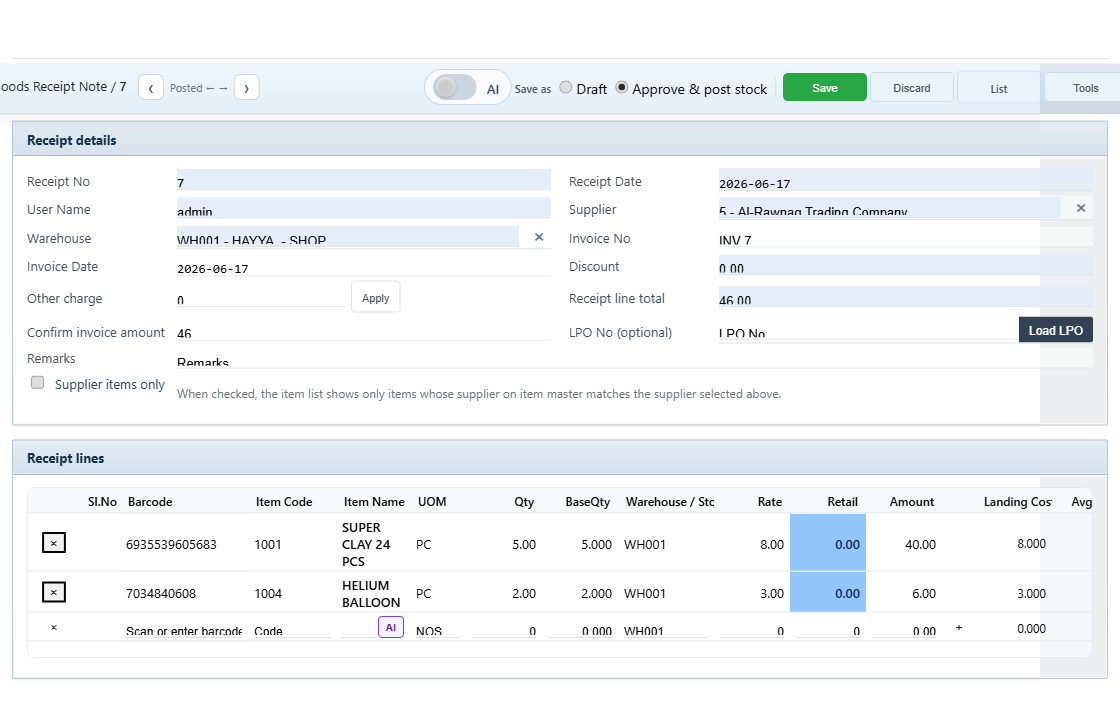 oods Receipt Note / 7 ‹ Posted ← → › AI Save as Draft Approve & post stock Save Discard List Tools
Receipt details
Receipt No 7 Receipt Date 2026-06-17
User Name admin Supplier 5 - Al-Rawnaq Trading Company ×
Warehouse WH001 - HAYYA - SHOP × Invoice No INV 7
Invoice Date 2026-06-17 Discount 0.00
Other charge 0 Apply Receipt line total 46.00
Confirm invoice amount 46 LPO No (optional) LPO No Load LPO
Remarks Remarks
Supplier items only When checked, the item list shows only items whose supplier on item master matches the supplier selected above.
Receipt lines
Sl.No Barcode Item Code Item Name UOM Qty BaseQty Warehouse / Stc Rate Retail Amount Landing Cos Avg
× 6935539605683 1001 SUPER CLAY 24 PCS PC 5.00 5.000 WH001 8.00 0.00 40.00 8.000
× 7034840608 1004 HELIUM BALLOON PC 2.00 2.000 WH001 3.00 0.00 6.00 3.000
× Scan or enter barcode Code AI NOS 0 0.000 WH001 0 0 0.00 + 0.000